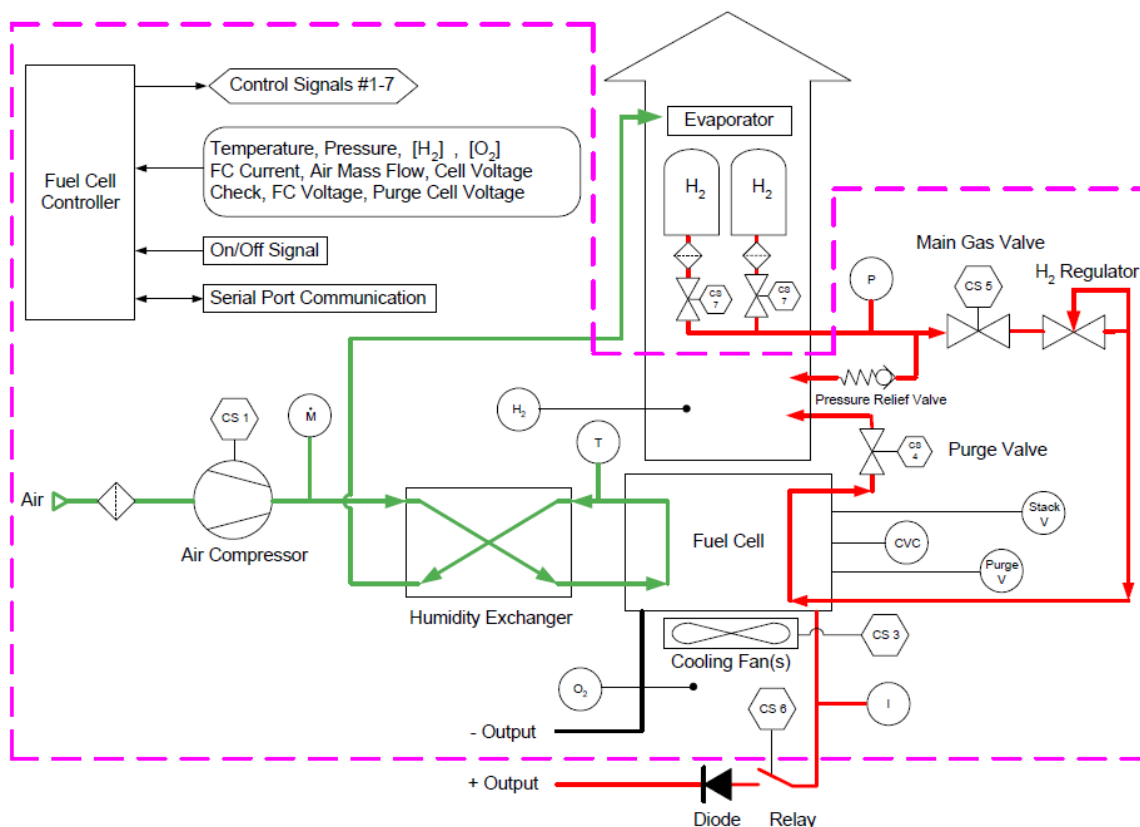 Control Signals #1-7
Evaporator
Temperature, Pressure, [H2] , [O2]
FC Current, Air Mass Flow, Cell Voltage
Check, FC Voltage, Purge Cell Voltage
Fuel Cell
Controller
On/Off Signal
Serial Port Communication
H2
H2
CS
7
CS
7
P
Main Gas Valve
CS 5
H2 Regulator
Pressure Relief Valve
H2
CS 1
Ṁ
T
CS
4
Purge Valve
Air
Air Compressor
Humidity Exchanger
Fuel Cell
Stack
V
CVC
Purge
V
Cooling Fan(s)
CS 3
O2
CS 6
I
- Output
+ Output
Diode
Relay